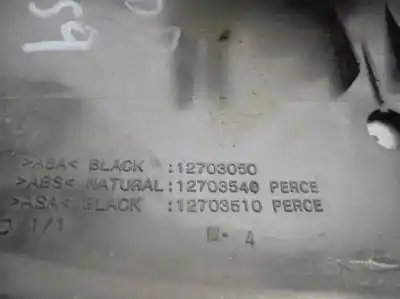 >ASA< BLACK :12703050
>ABS< NATURAL:12703540 PERCE
>ASA< BLACK :12703510 PERCE
1/1
4